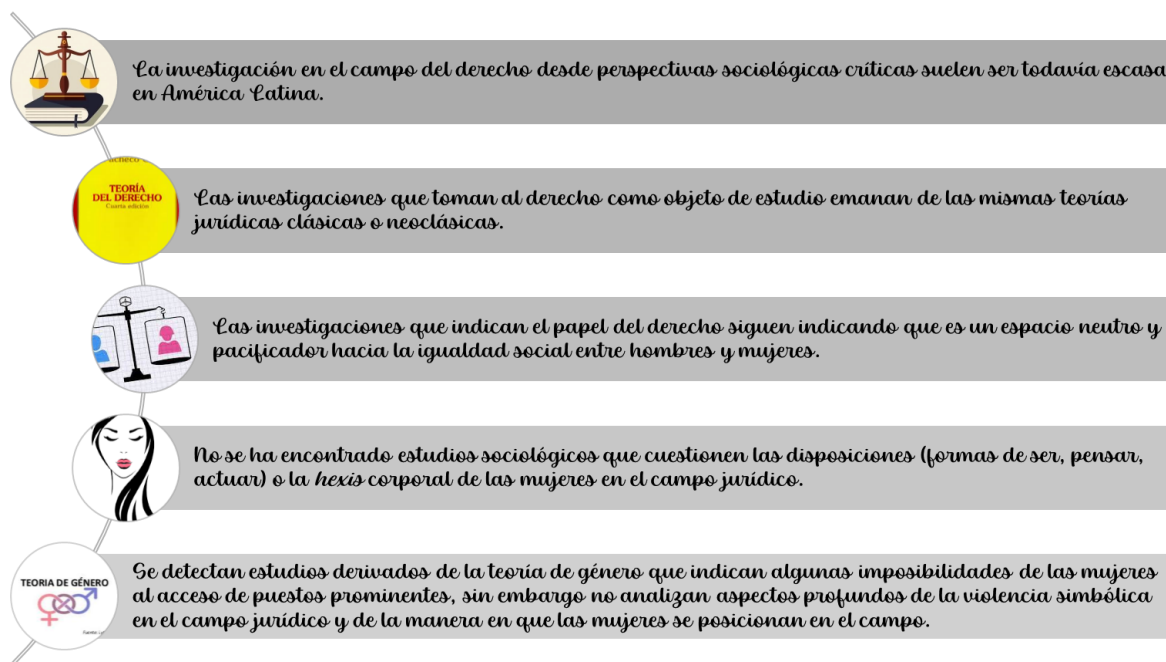 La investigación en el campo del derecho desde perspectivas sociológicas críticas suelen ser todavía escasa
en América Latina.
TEORÍA
DEL DERECHO
Cuarta edición
Las investigaciones que toman al derecho como objeto de estudio emanan de las mismas teorías
jurídicas clásicas o neoclásicas.
Las investigaciones que indican el papel del derecho siguen indicando que es un espacio neutro y
pacificador hacia la igualdad social entre hombres y mujeres.
No se ha encontrado estudios sociológicos que cuestionen las disposiciones (formas de ser, pensar,
actuar) o la hexis corporal de las mujeres en el campo jurídico.
TEORIA DE GÉNERO
Se detectan estudios derivados de la teoría de género que indican algunas imposibilidades de las mujeres
al acceso de puestos prominentes, sin embargo no analizan aspectos profundos de la violencia simbólica
en el campo jurídico y de la manera en que las mujeres se posicionan en el campo.